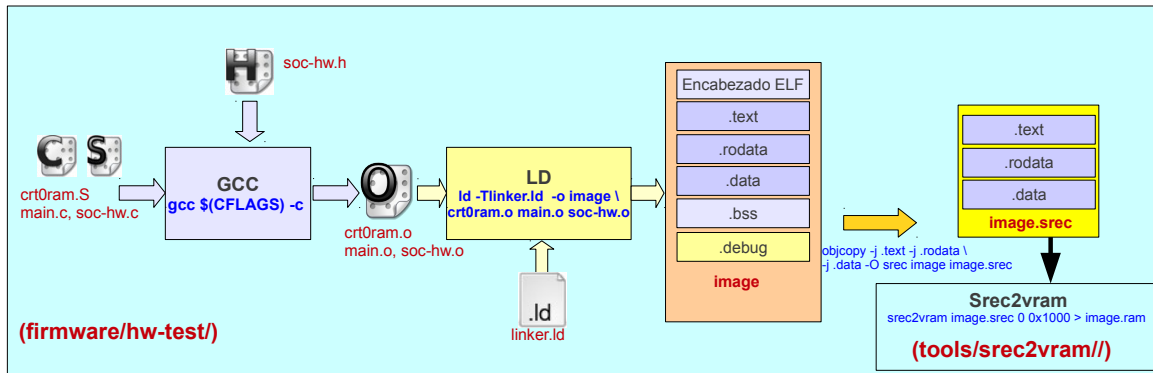 soc-hw.h
H
C S
crt0ram.S
main.c, soc-hw.c
GCC
gcc $(CFLAGS) -c
O
crt0ram.o
main.o, soc-hw.o
LD
ld -Tlinker.ld -o image \
crt0ram.o main.o soc-hw.o
.ld
linker.ld
Encabezado ELF
.text
.rodata
.data
.bss
.debug
image
objcopy -j .text -j .rodata \
-j .data -O srec image image.srec
.text
.rodata
.data
image.srec
Srec2vram
srec2vram image.srec 0 0x1000 > image.ram
(tools/srec2vram//)
(firmware/hw-test/)